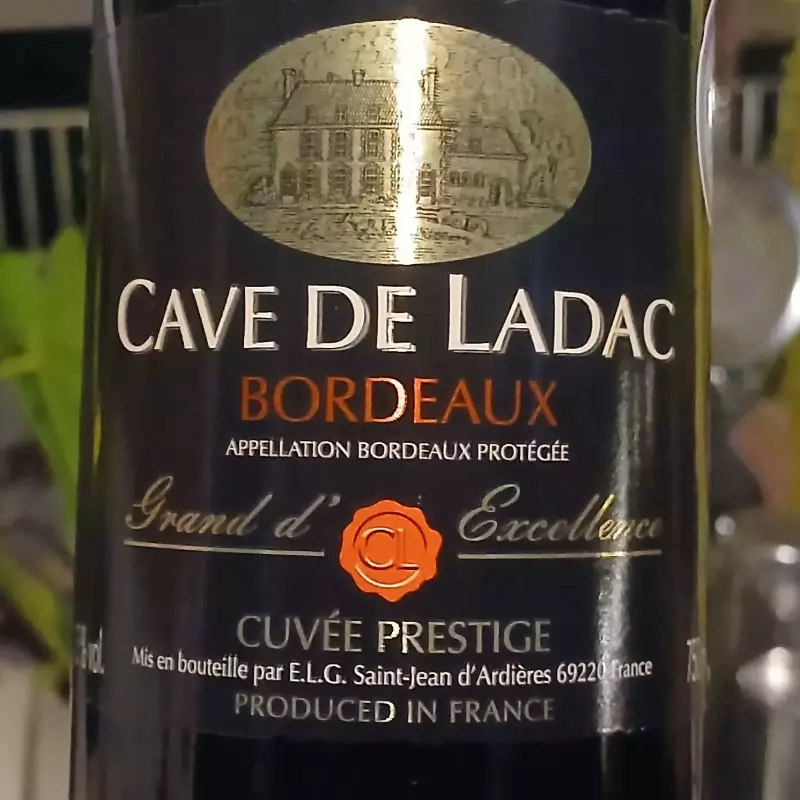 CAVE DE LADAC
BORDEAUX
APPELLATION BORDEAUX PROTÉGÉE
Grand d' CL Excellence
CUVÉE PRESTIGE
vol.
Mis en bouteille par E.L.G. Saint-Jean d'Ardières 69220 France
PRODUCED IN FRANCE